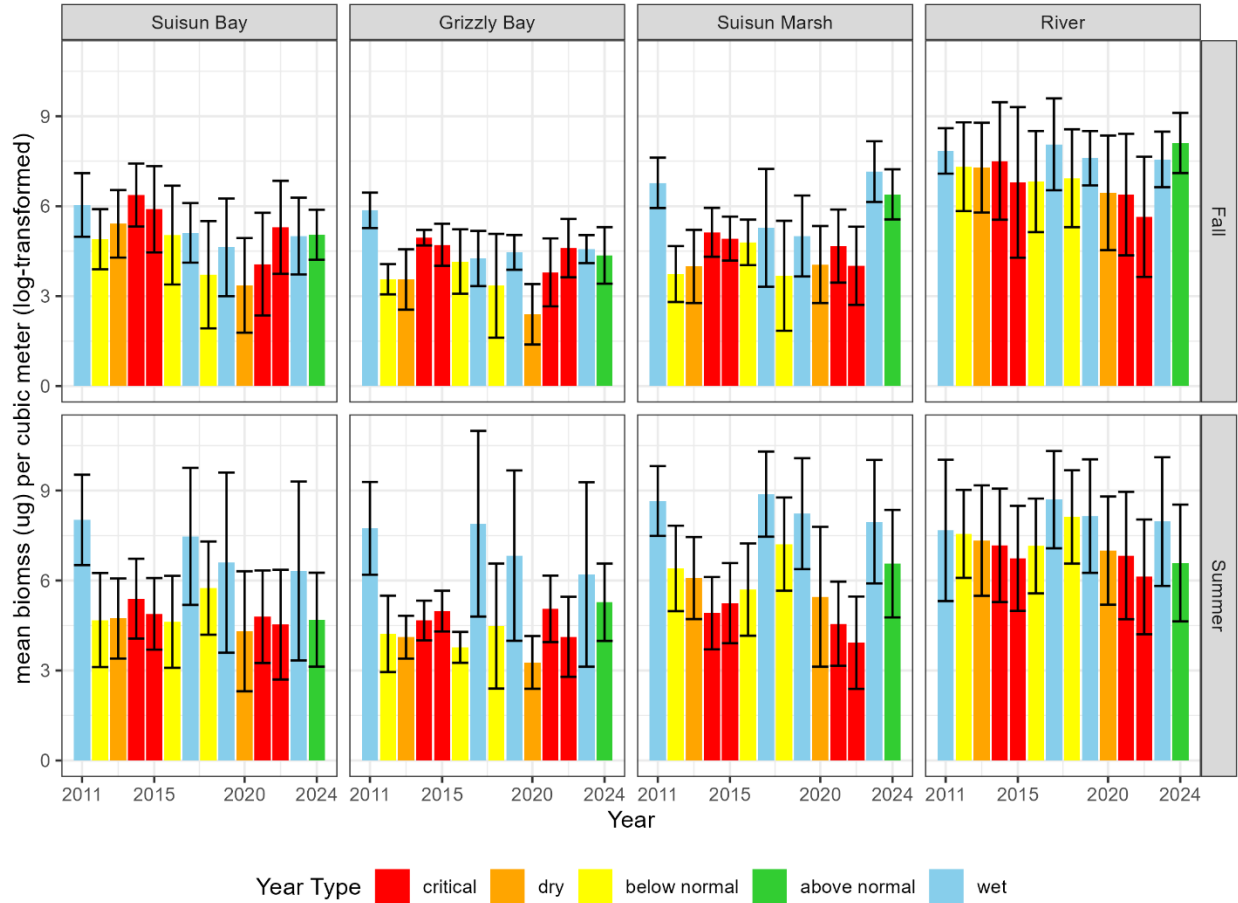 Suisun Bay Grizzly Bay Suisun Marsh River
9
6
3
0
Fall
9
6
3
0
Summer
mean biomss (ug) per cubic meter (log-transformed)
2011 2015 2020 2024 2011 2015 2020 2024 2011 2015 2020 2024 2011 2015 2020 2024
Year
Year Type critical dry below normal above normal wet